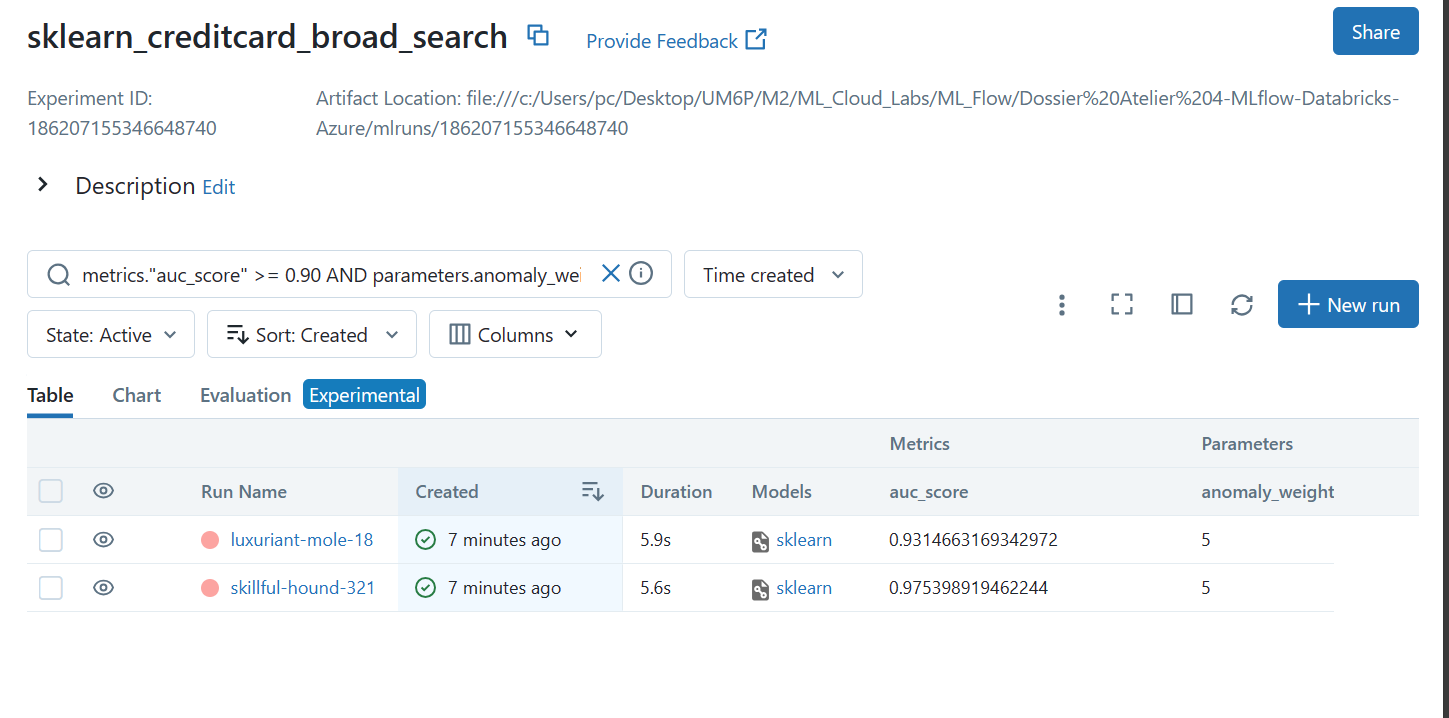 sklearn_creditcard_broad_search Provide Feedback Share
Experiment ID:
186207155346648740
Artifact Location: file:///c:/Users/pc/Desktop/UM6P/M2/ML_Cloud_Labs/ML_Flow/Dossier%20Atelier%204-MLflow-Databricks-
Azure/mlruns/186207155346648740
Description Edit
metrics."auc_score" >= 0.90 AND parameters.anomaly_wei Time created
New run
State: Active Sort: Created Columns
Table Chart Evaluation Experimental
Metrics Parameters
Run Name Created Duration Models auc_score anomaly_weight
luxuriant-mole-18 7 minutes ago 5.9s sklearn 0.9314663169342972 5
skillful-hound-321 7 minutes ago 5.6s sklearn 0.975398919462244 5